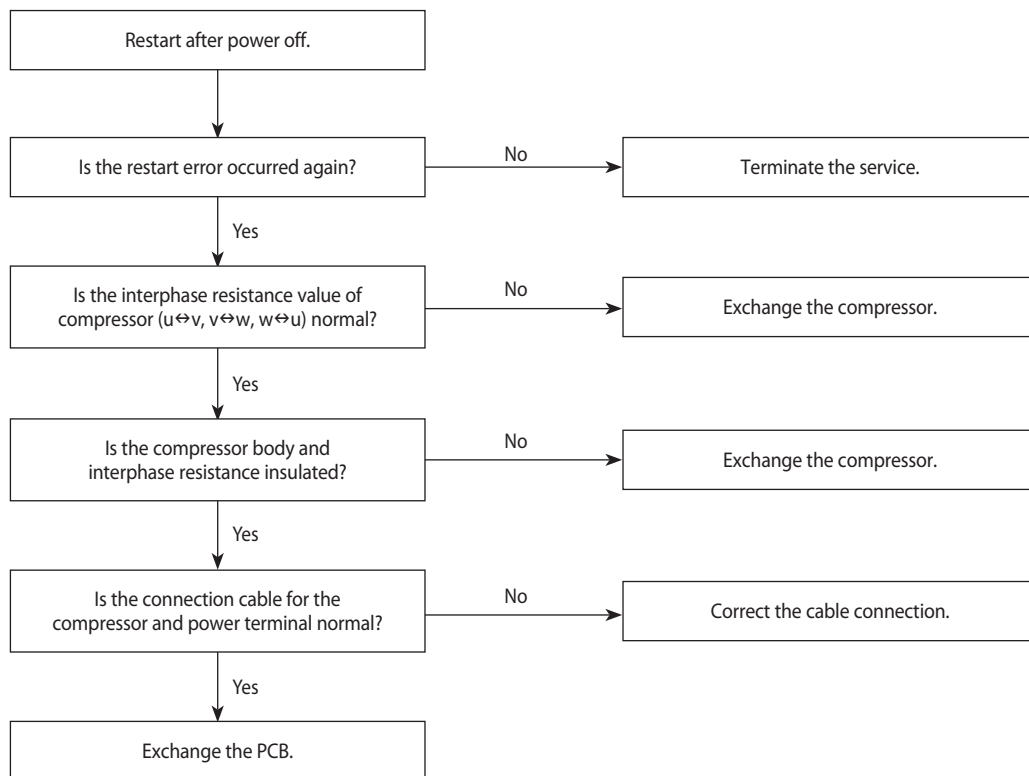 Restart after power off.
Is the restart error occurred again?
No
Terminate the service.
Yes
Is the interphase resistance value of
compressor (u⇔v, v⇔w, w⇔u) normal?
No
Exchange the compressor.
Yes
Is the compressor body and
interphase resistance insulated?
No
Exchange the compressor.
Yes
Is the connection cable for the
compressor and power terminal normal?
No
Correct the cable connection.
Yes
Exchange the PCB.